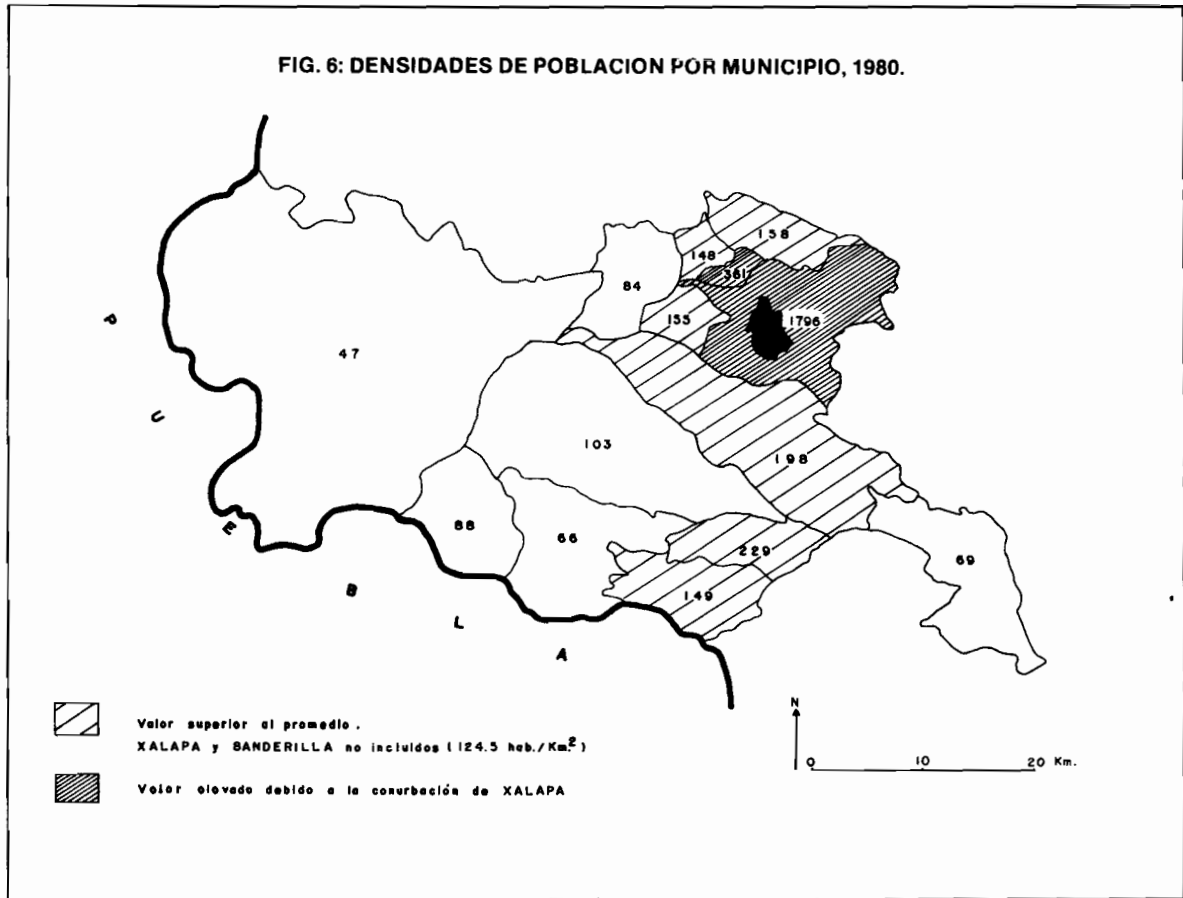 FIG. 6: DENSIDADES DE POBLACION POR MUNICIPIO, 1980.
158
148
361
84
155
1796
47
103
198
88
66
229
69
149
P
U
E
B
L
A
N
Valor superior al promedio.
XALAPA y BANDERILLA no incluidos (124.5 hab./Km.²)
0 10 20 Km.
Valor elevado debido a la conurbación de XALAPA